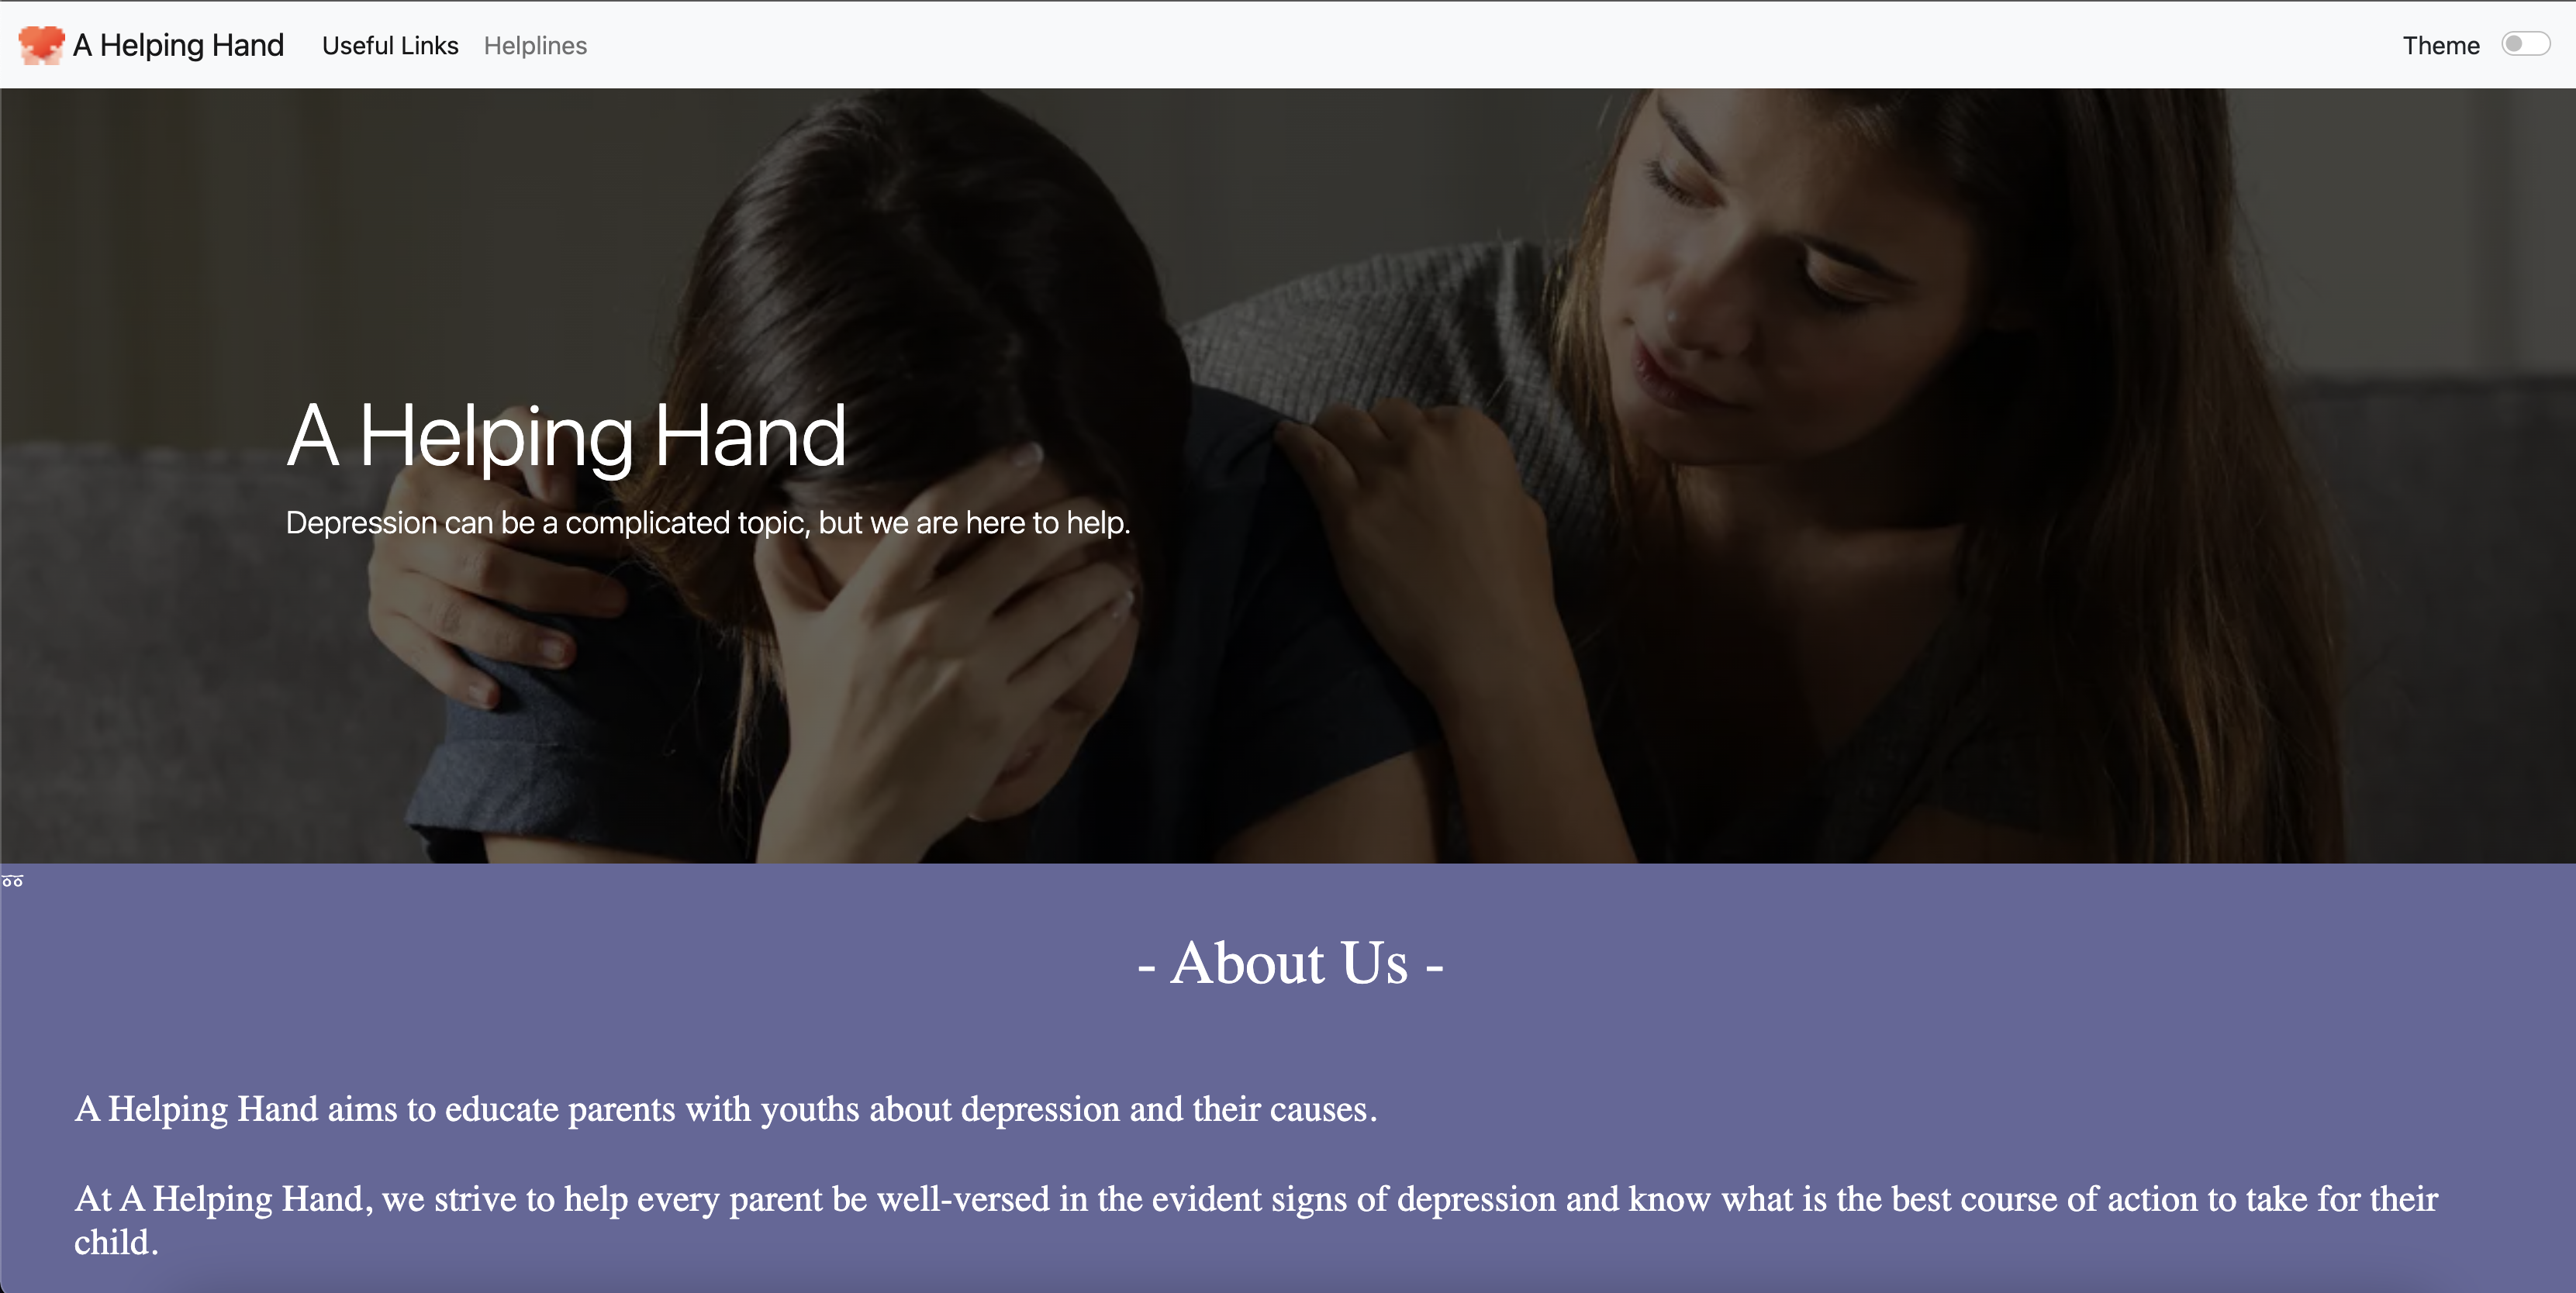 A Helping Hand Useful Links Helplines Theme
A Helping Hand
Depression can be a complicated topic, but we are here to help.
- About Us -
A Helping Hand aims to educate parents with youths about depression and their causes.
At A Helping Hand, we strive to help every parent be well-versed in the evident signs of depression and know what is the best course of action to take for their
child.